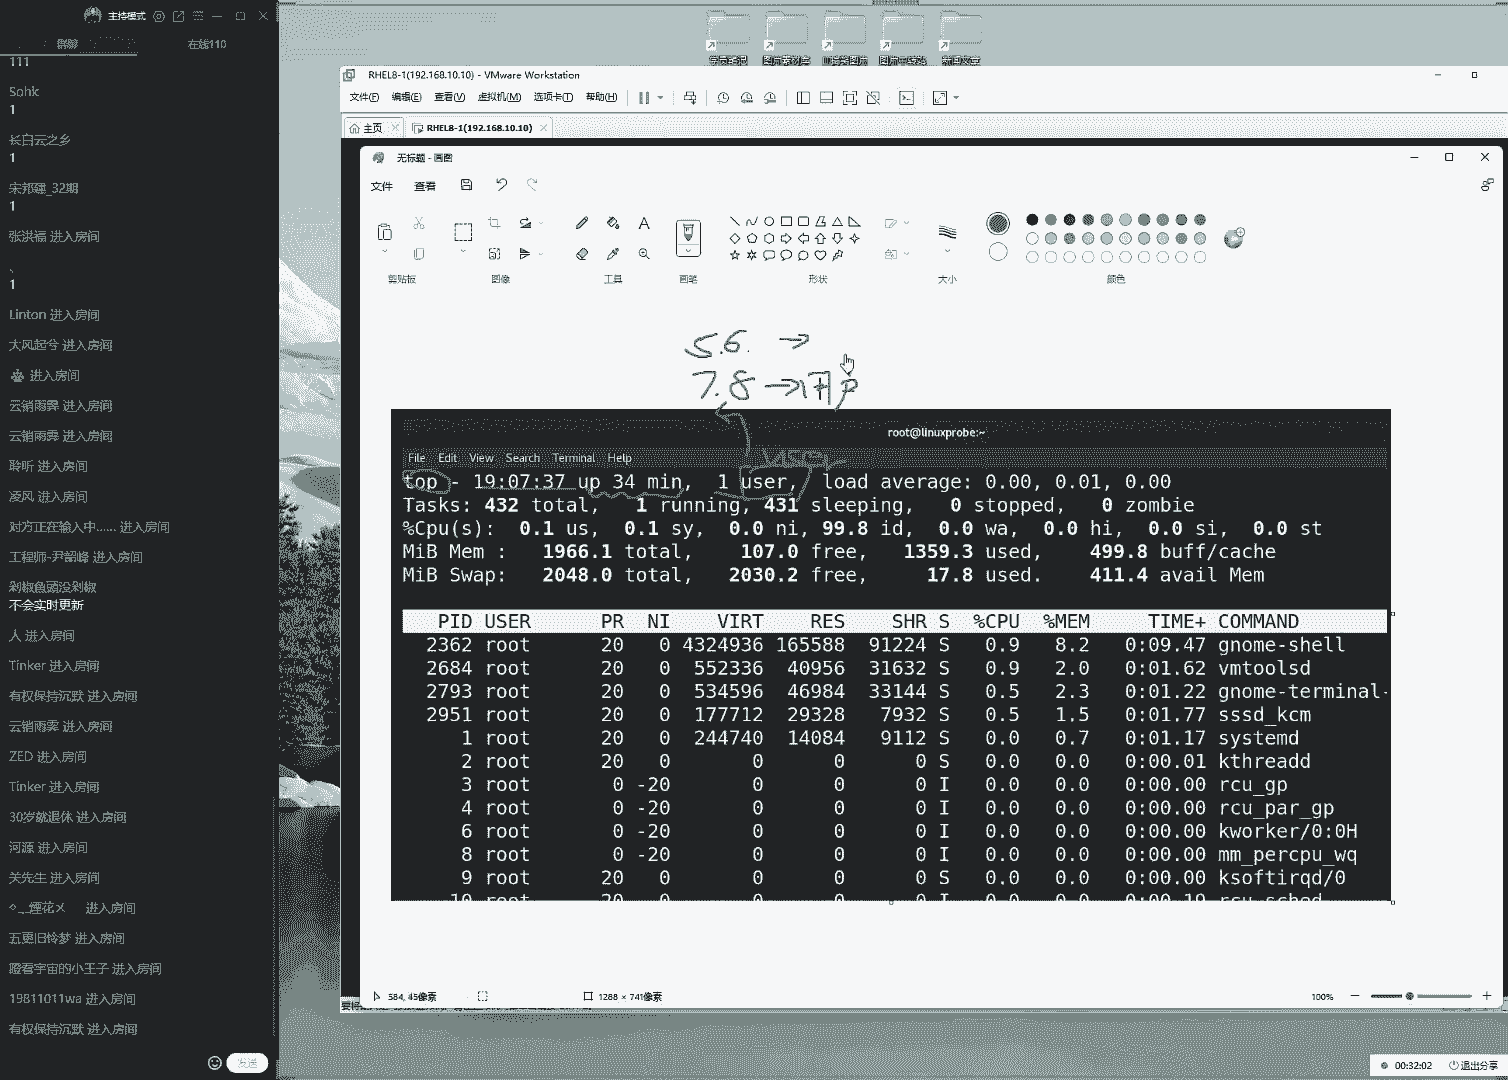 主持模式
在线110
111
Sohk
1
长白云之乡
1
宋邦疆_32期
1
张洪福 进入房间
、
1
Linton 进入房间
大风起兮 进入房间
进入房间
云销雨霁 进入房间
云销雨霁 进入房间
聆听 进入房间
凌风 进入房间
对方正在输入中...... 进入房间
工程师-尹韶峰 进入房间
剁椒鱼頭没剁椒
不会实时更新
人 进入房间
Tinker 进入房间
有权保持沉默 进入房间
云销雨霁 进入房间
ZED 进入房间
Tinker 进入房间
30岁就退休 进入房间
河源 进入房间
关先生 进入房间
进入房间
五更旧怜梦 进入房间
瞪着宇宙的小王子 进入房间
19811011wa 进入房间
有权保持沉默 进入房间
发送
RHEL8-1(192.168.10.10) - VMware Workstation
文件(F) 编辑(E) 查看(V) 虚拟机(M) 选项卡(T) 帮助(H)
主页 RHEL8-1(192.168.10.10)
无标题 - 画图
文件 查看
剪贴板 图像 工具 画笔 形状 大小 颜色
5.6. →
7.8 → 用户
root@linuxprobe:~
File Edit View Search Terminal Help
top - 19:07:37 up 34 min, 1 user, load average: 0.00, 0.01, 0.00
Tasks: 432 total, 1 running, 431 sleeping, 0 stopped, 0 zombie
%Cpu(s): 0.1 us, 0.1 sy, 0.0 ni, 99.8 id, 0.0 wa, 0.0 hi, 0.0 si, 0.0 st
MiB Mem : 1966.1 total, 107.0 free, 1359.3 used, 499.8 buff/cache
MiB Swap: 2048.0 total, 2030.2 free, 17.8 used. 411.4 avail Mem
PID USER PR NI VIRT RES SHR S %CPU %MEM TIME+ COMMAND
2362 root 20 0 4324936 165588 91224 S 0.9 8.2 0:09.47 gnome-shell
2684 root 20 0 552336 40956 31632 S 0.9 2.0 0:01.62 vmtoolsd
2793 root 20 0 534596 46984 33144 S 0.5 2.3 0:01.22 gnome-terminal-
2951 root 20 0 177712 29328 7932 S 0.5 1.5 0:01.77 sssd_kcm
1 root 20 0 244740 14084 9112 S 0.0 0.7 0:01.17 systemd
2 root 20 0 0 0 0 S 0.0 0.0 0:00.01 kthreadd
3 root 0 -20 0 0 0 I 0.0 0.0 0:00.00 rcu_gp
4 root 0 -20 0 0 0 I 0.0 0.0 0:00.00 rcu_par_gp
6 root 0 -20 0 0 0 I 0.0 0.0 0:00.00 kworker/0:0H
8 root 0 -20 0 0 0 I 0.0 0.0 0:00.00 mm_percpu_wq
9 root 20 0 0 0 0 S 0.0 0.0 0:00.00 ksoftirqd/0
10 root 20 0 0 0 0 I 0.0 0.0 0:00.19 rcu_sched
584, 45像素 1288 × 741像素 100%
00:32:02 退出分享